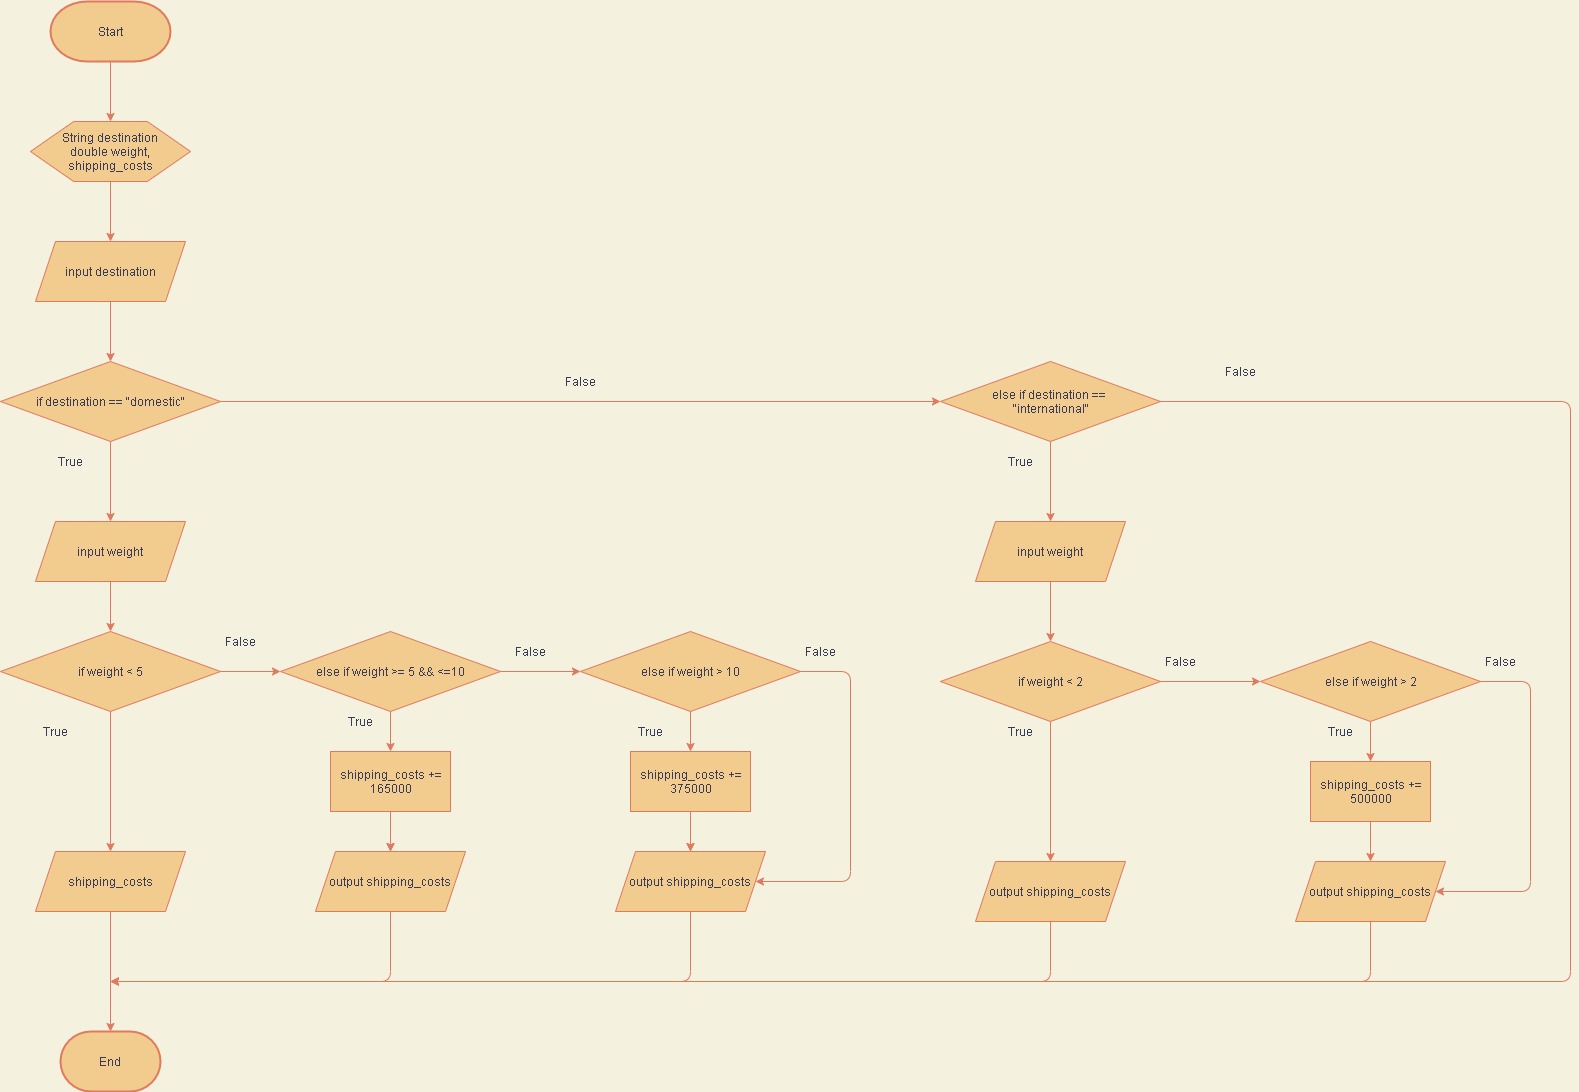 Start
String destination
double weight,
shipping_costs
input destination
if destination == "domestic"
False
else if destination ==
"international"
False
True
True
input weight
input weight
if weight < 5
False
else if weight >= 5 && <=10
False
else if weight > 10
False
if weight < 2
False
else if weight > 2
False
True
True
True
True
True
shipping_costs +=
165000
shipping_costs +=
375000
shipping_costs +=
500000
shipping_costs
output shipping_costs
output shipping_costs
output shipping_costs
output shipping_costs
End